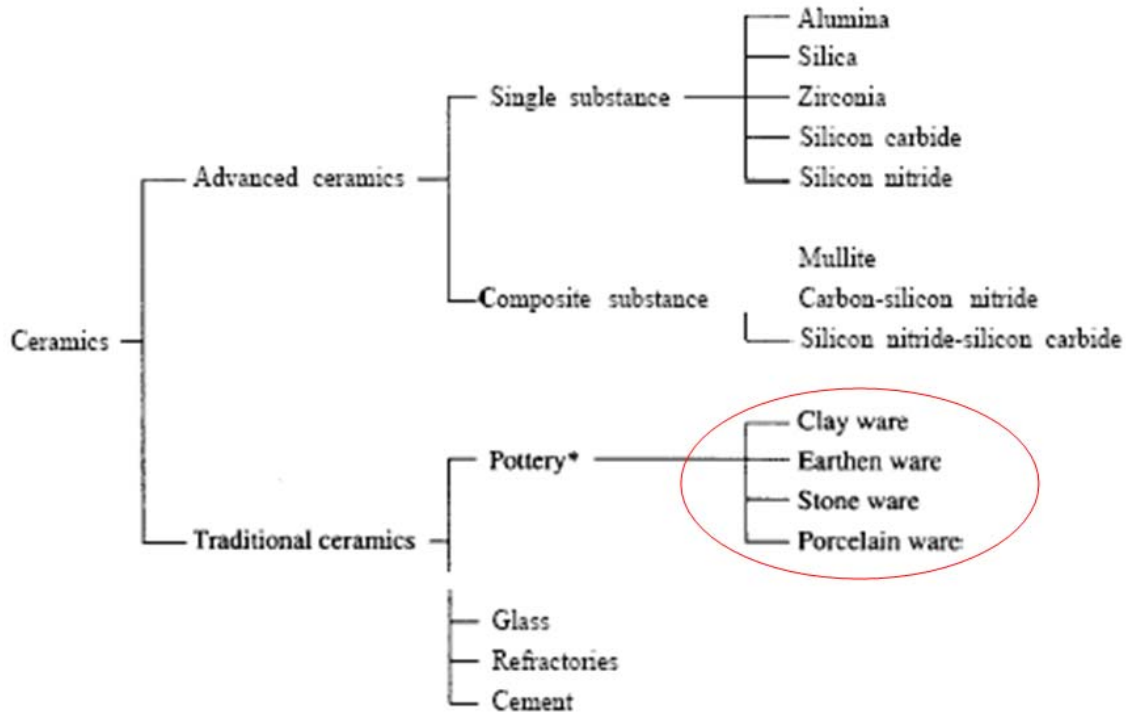 Alumina
Silica
Single substance
Zirconia
Silicon carbide
Advanced ceramics
Silicon nitride
Mullite
Composite substance
Carbon-silicon nitride
Silicon nitride-silicon carbide
Ceramics
Clay ware
Pottery*
Earthen ware
Stone ware
Traditional ceramics
Porcelain ware
Glass
Refractories
Cement